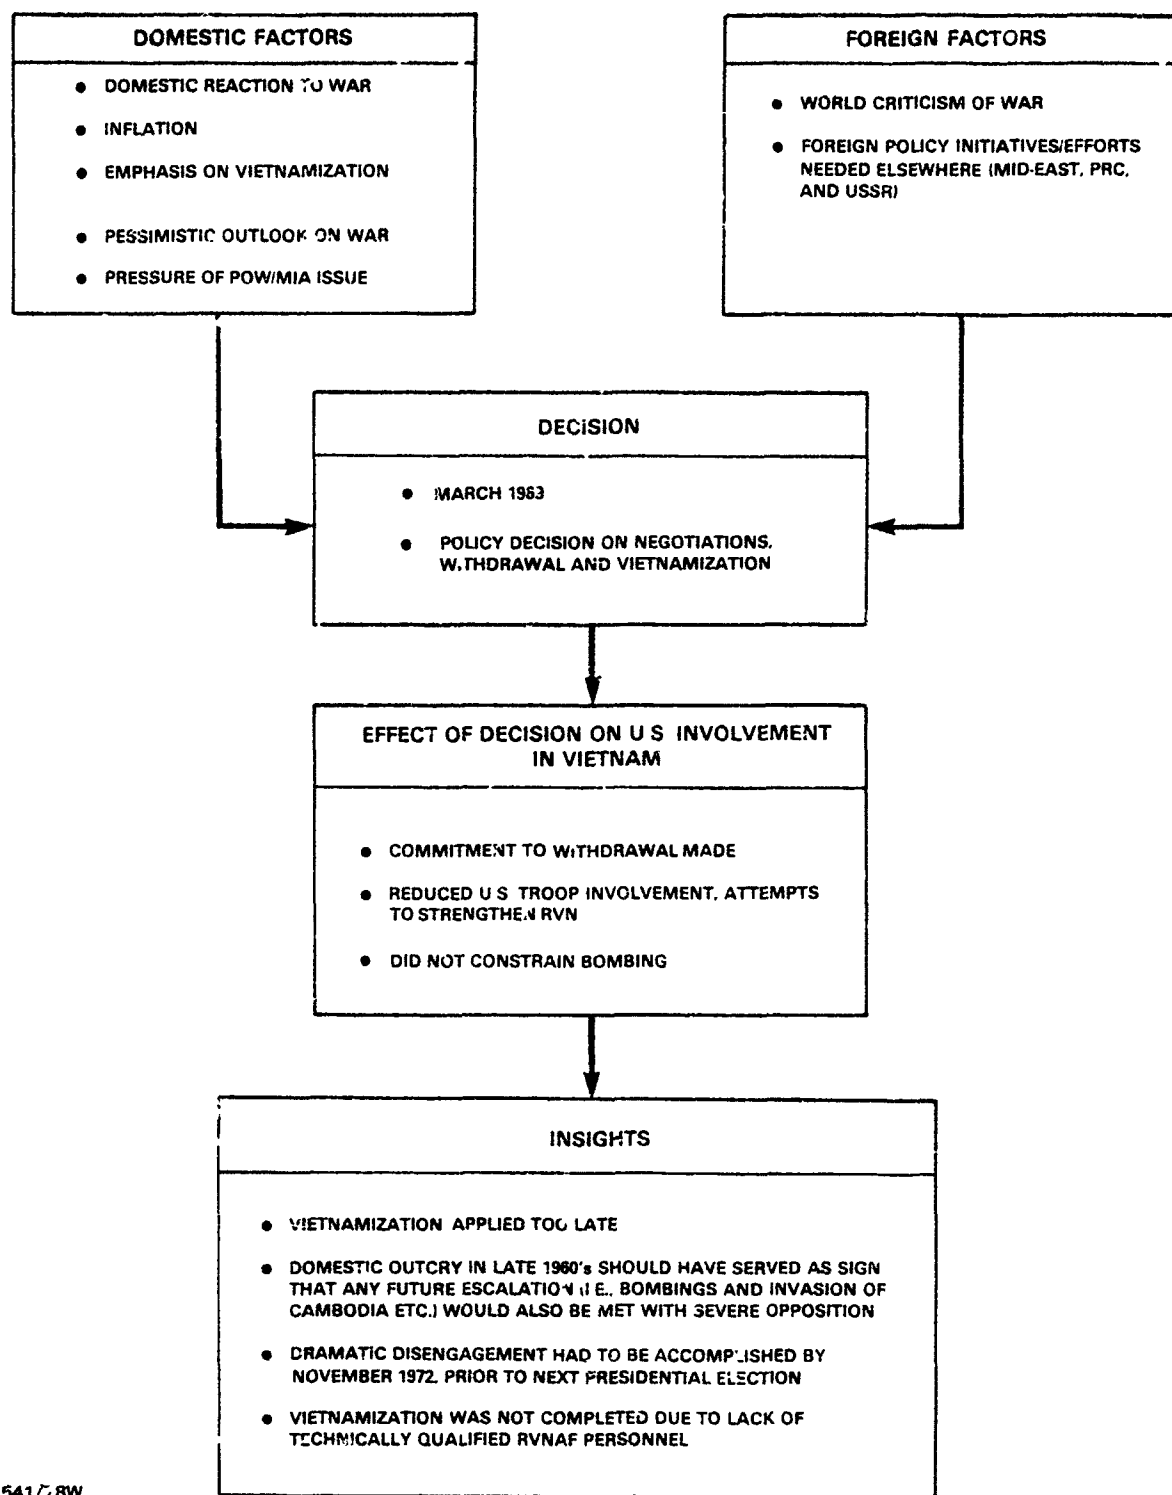 DOMESTIC FACTORS
● DOMESTIC REACTION TO WAR
● INFLATION
● EMPHASIS ON VIETNAMIZATION
● PESSIMISTIC OUTLOOK ON WAR
● PRESSURE OF POW/MIA ISSUE
FOREIGN FACTORS
● WORLD CRITICISM OF WAR
● FOREIGN POLICY INITIATIVES/EFFORTS
NEEDED ELSEWHERE (MID-EAST, PRC,
AND USSR)
DECISION
● MARCH
● POLICY DECISION ON NEGOTIATIONS,
WITHDRAWAL AND VIETNAMIZATION
EFFECT OF DECISION ON U S INVOLVEMENT
IN VIETNAM
● COMMITMENT TO WITHDRAWAL MADE
● REDUCED U S TROOP INVOLVEMENT, ATTEMPTS
TO STRENGTHEN RVN
● DID NOT CONSTRAIN BOMBING
INSIGHTS
● VIETNAMIZATION APPLIED TOO LATE
● DOMESTIC OUTCRY IN LATE 1960's SHOULD HAVE SERVED AS SIGN
THAT ANY FUTURE ESCALATION (I E., BOMBINGS AND INVASION OF
CAMBODIA ETC.) WOULD ALSO BE MET WITH SEVERE OPPOSITION
● DRAMATIC DISENGAGEMENT HAD TO BE ACCOMPLISHED BY
NOVEMBER 1972, PRIOR TO NEXT PRESIDENTIAL ELECTION
● VIETNAMIZATION WAS NOT COMPLETED DUE TO LACK OF
TECHNICALLY QUALIFIED RVNAF PERSONNEL